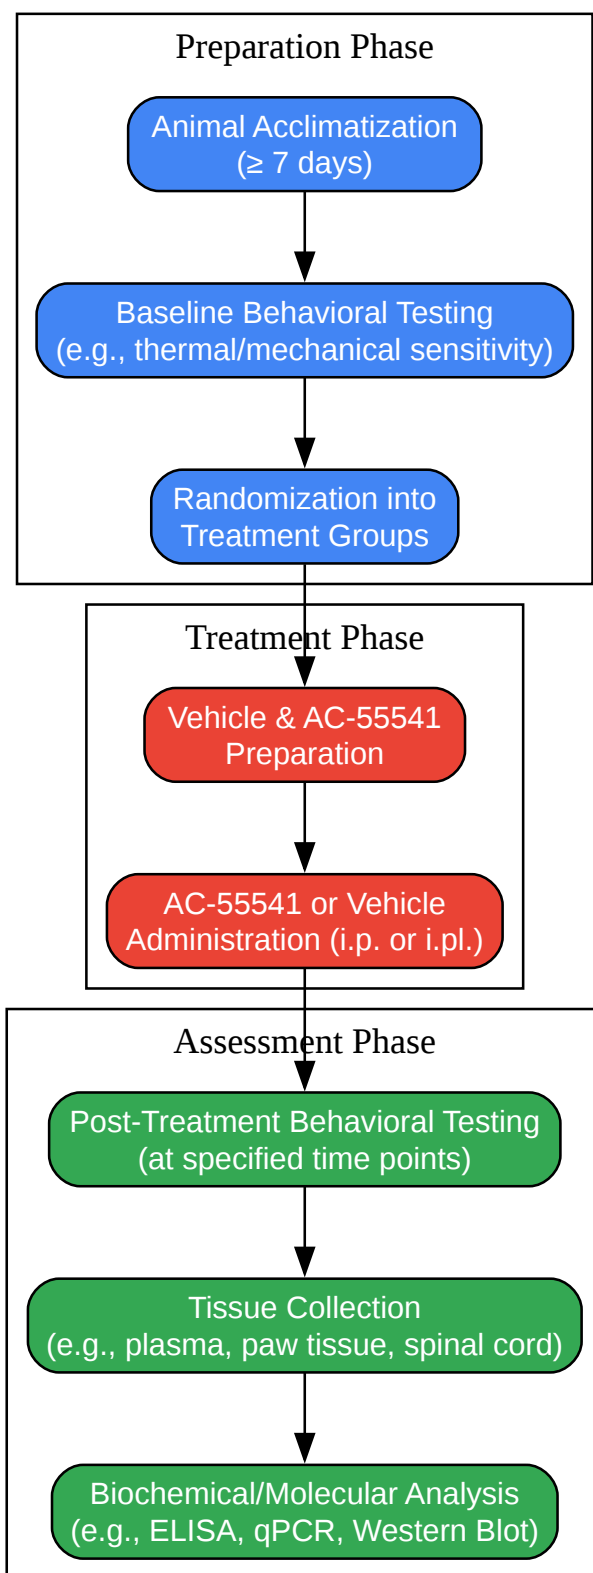 Preparation Phase
Animal Acclimatization
(≥ 7 days)
Baseline Behavioral Testing
(e.g., thermal/mechanical sensitivity)
Randomization into
Treatment Groups
Treatment Phase
Vehicle & AC-55541
Preparation
AC-55541 or Vehicle
Administration (i.p. or i.pl.)
Assessment Phase
Post-Treatment Behavioral Testing
(at specified time points)
Tissue Collection
(e.g., plasma, paw tissue, spinal cord)
Biochemical/Molecular Analysis
(e.g., ELISA, qPCR, Western Blot)